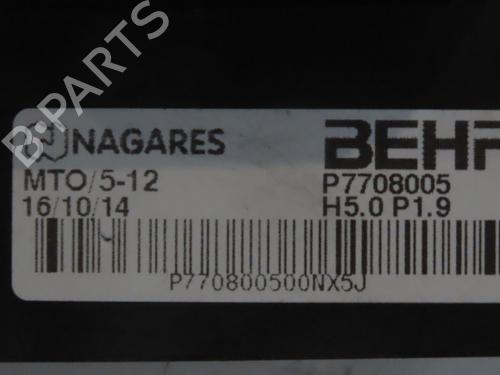 B-PARTS
NAGARES
BEHR
MTO/5-12
P7708005
16/10/14
H5.0 P1.9
P770800500NX5J